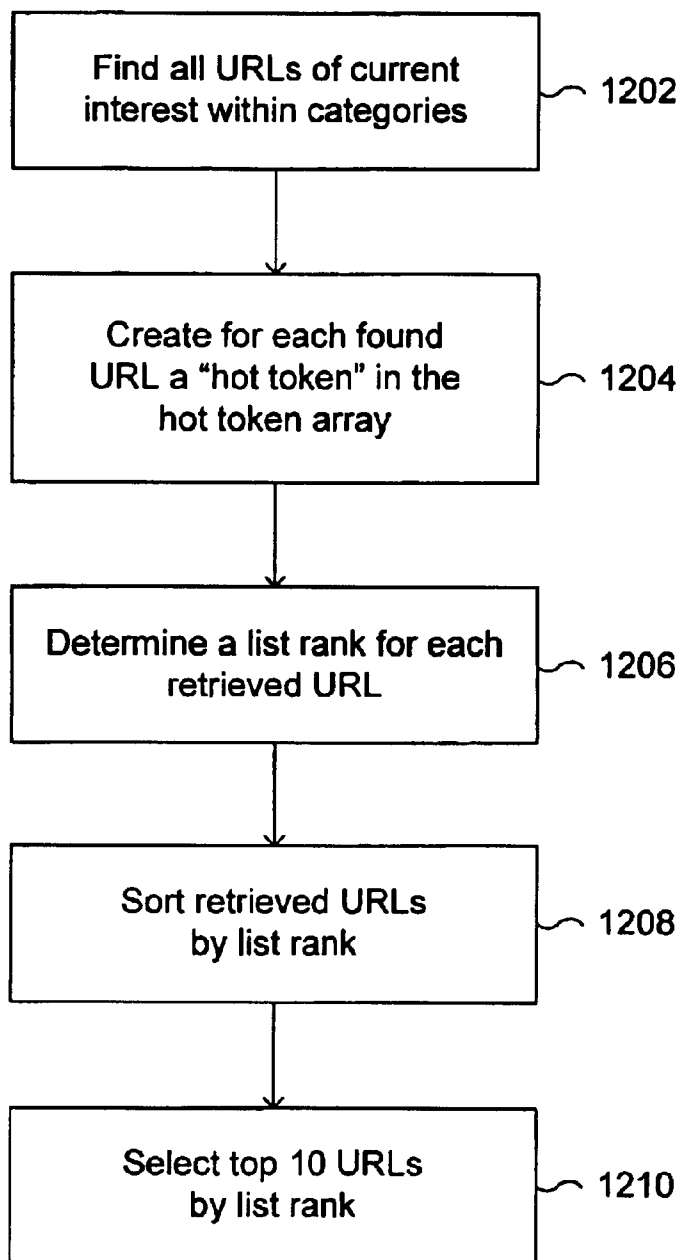 Find all URLs of current
interest within categories
1202
Create for each found
URL a “hot token” in the
hot token array
1204
Determine a list rank for each
retrieved URL
1206
Sort retrieved URLs
by list rank
1208
Select top 10 URLs
by list rank
1210